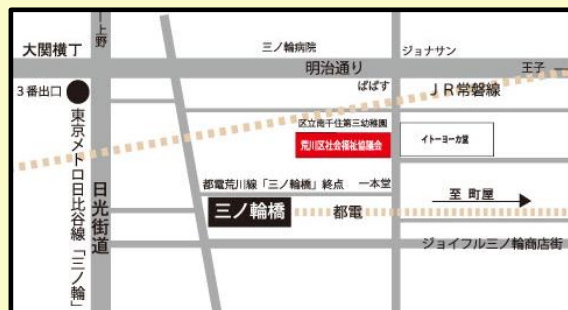 ー上野
大関横丁
三ノ輪病院
ジョナサン
明治通り
王子 ―
3番出口
ぱぱす
JR常磐線
区立南千住第三幼稚園
荒川区社会福祉協議会
イトーヨーカ堂
東京メトロ日比谷線「三ノ輪」
日光街道
都電荒川線「三ノ輪橋」終点
一本堂
至 町屋
三ノ輪橋
都電
ジョイフル三ノ輪商店街